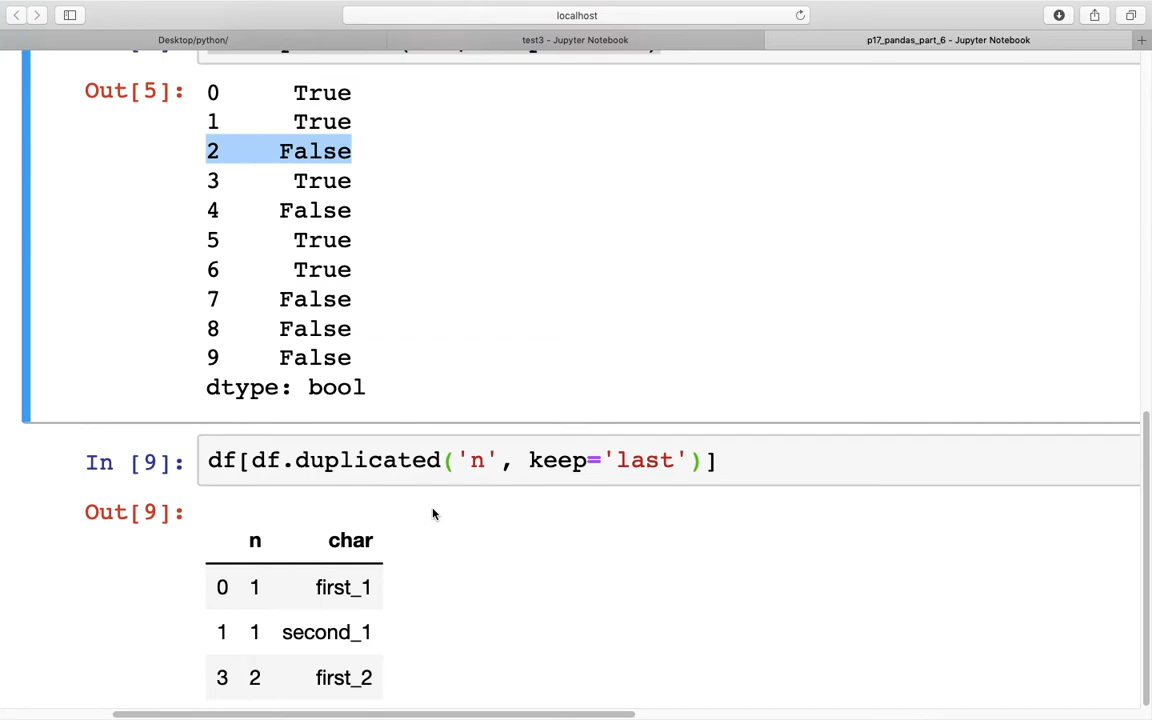 localhost
Desktop/python/ test3 - Jupyter Notebook p17_pandas_part_6 - Jupyter Notebook
Out[5]: 0 True
1 True
2 False
3 True
4 False
5 True
6 True
7 False
8 False
9 False
dtype: bool
In [9]: df[df.duplicated('n', keep='last')]
Out[9]:
n char
0 1 first_1
1 1 second_1
3 2 first_2